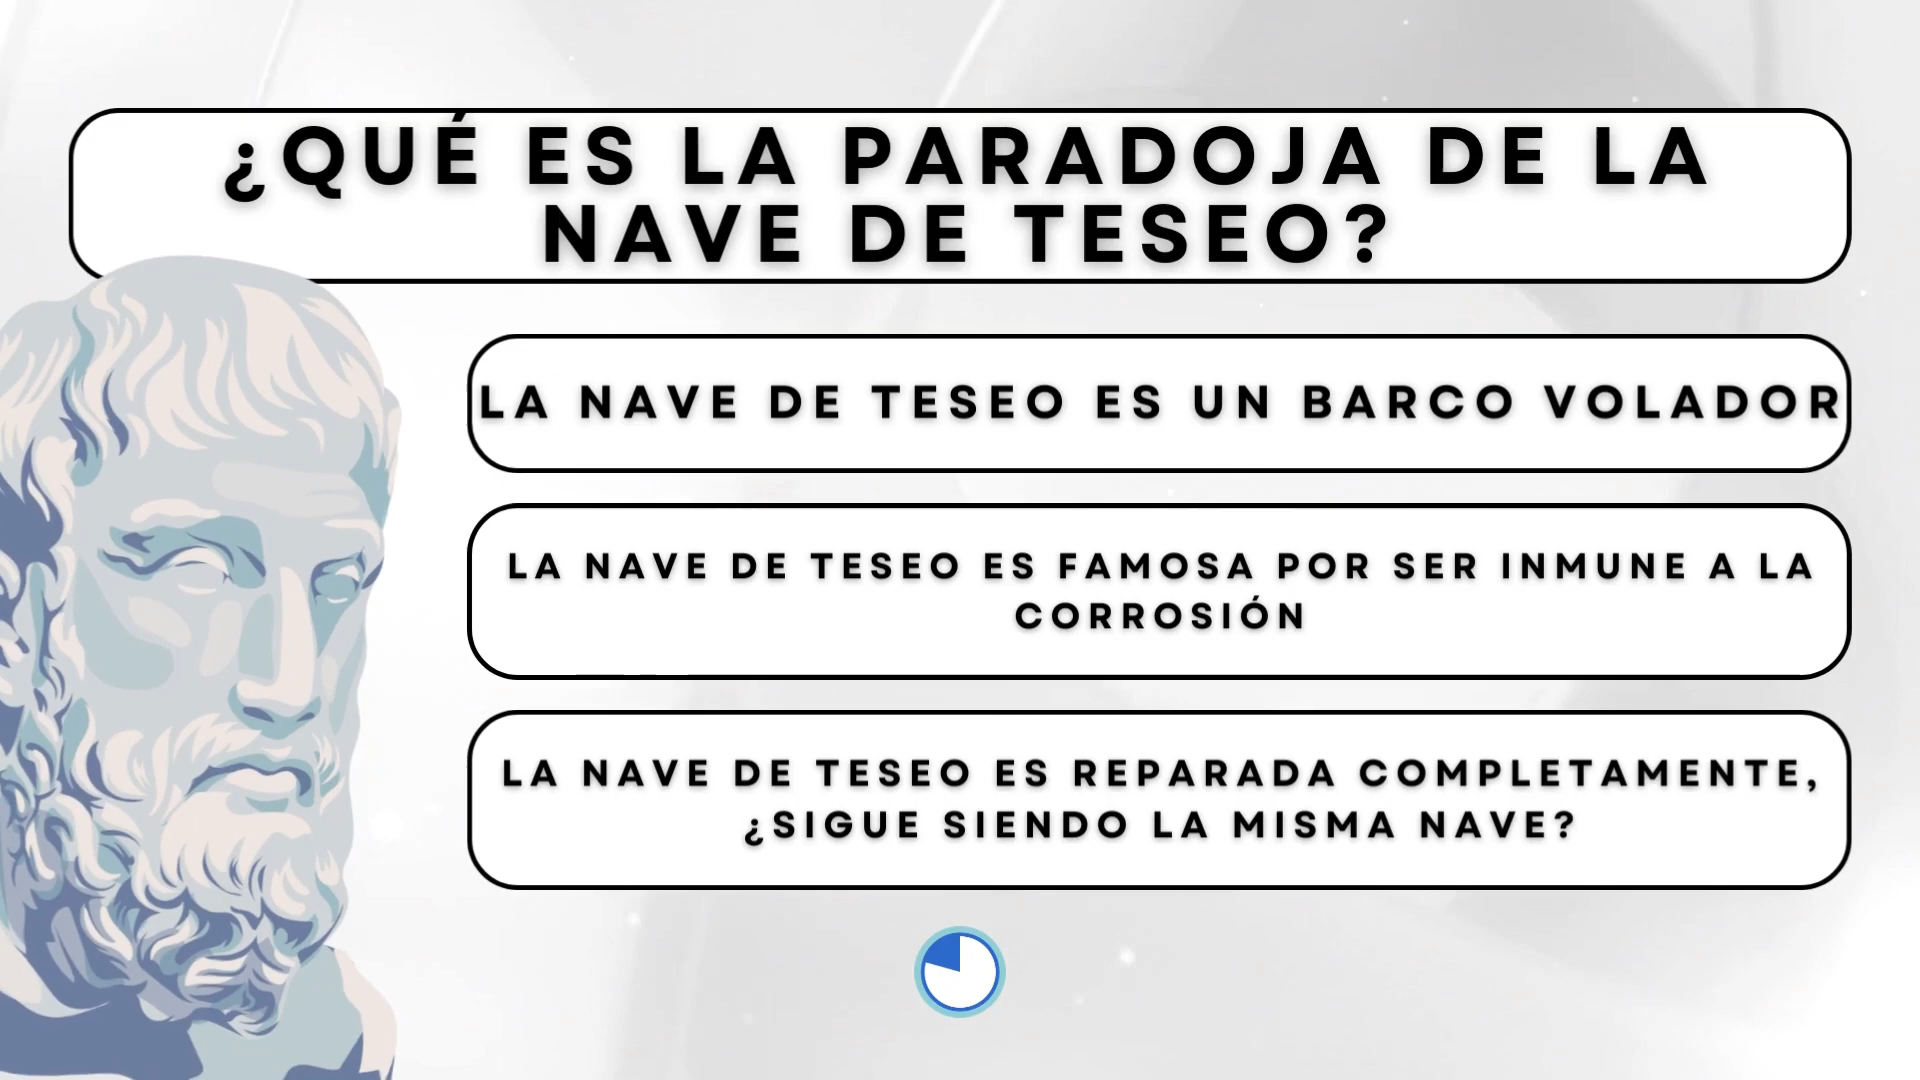 ¿QUÉ ES LA PARADOJA DE LA
NAVE DE TESEO?
LA NAVE DE TESEO ES UN BARCO VOLADOR
LA NAVE DE TESEO ES FAMOSA POR SER INMUNE A LA
CORROSIÓN
LA NAVE DE TESEO ES REPARADA COMPLETAMENTE,
¿SIGUE SIENDO LA MISMA NAVE?